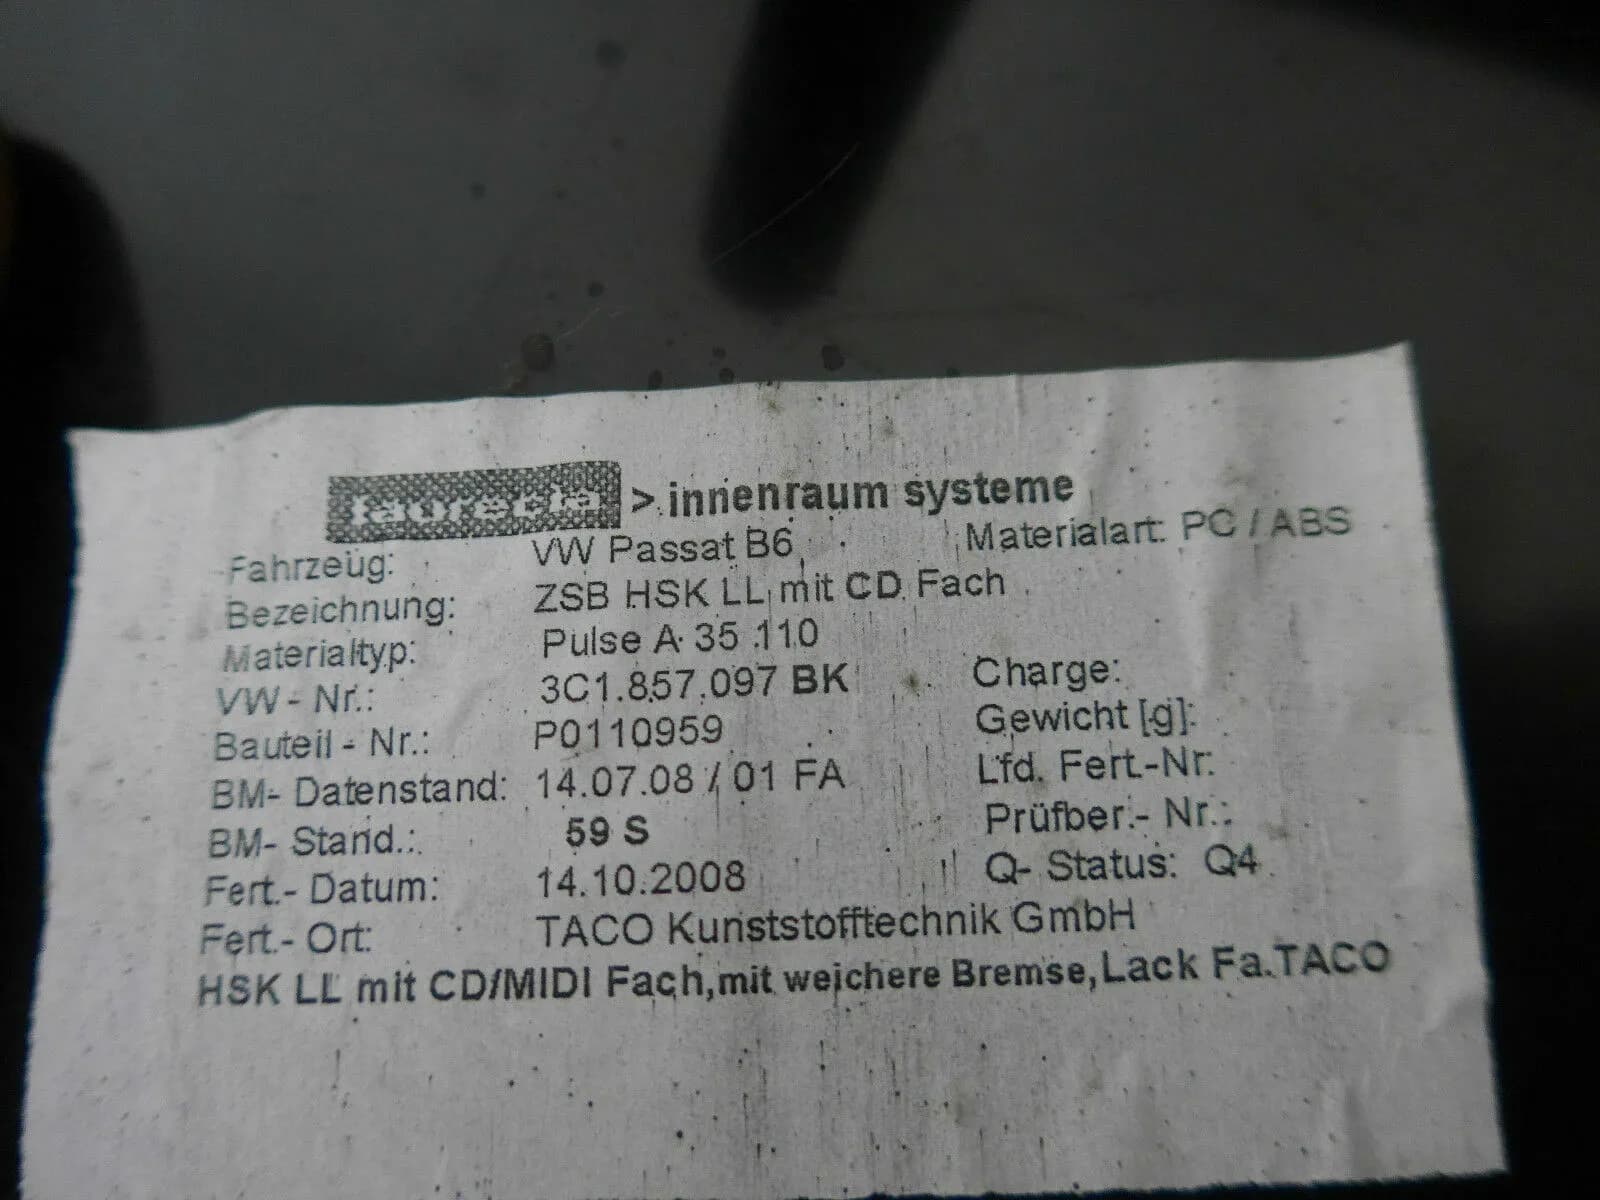 faurecia > innenraum systeme
Fahrzeug: VW Passat B6 Materialart: PC / ABS
Bezeichnung: ZSB HSK LL mit CD Fach
Materialtyp: Pulse A 35 110
VW - Nr.: 3C1.857.097 BK Charge:
Bauteil - Nr.: P0110959 Gewicht [g]:
BM- Datenstand: 14.07.08 / 01 FA Lfd. Fert.-Nr:
BM- Stand.: 59 S Prüfber.- Nr.:
Fert.- Datum: 14.10.2008 Q- Status: Q4
Fert.- Ort: TACO Kunststofftechnik GmbH
HSK LL mit CD/MIDI Fach,mit weichere Bremse,Lack Fa.TACO